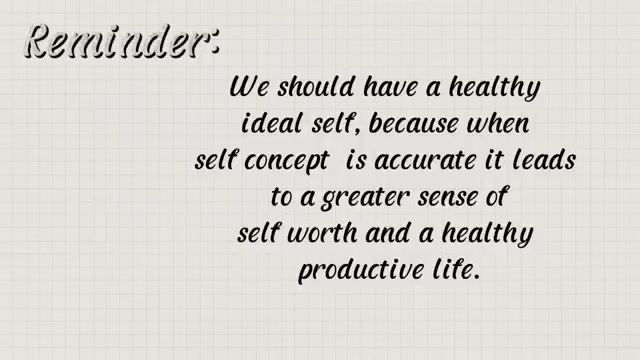 Reminder:
We should have a healthy
ideal self, because when
self concept is accurate it leads
to a greater sense of
self worth and a healthy
productive life.